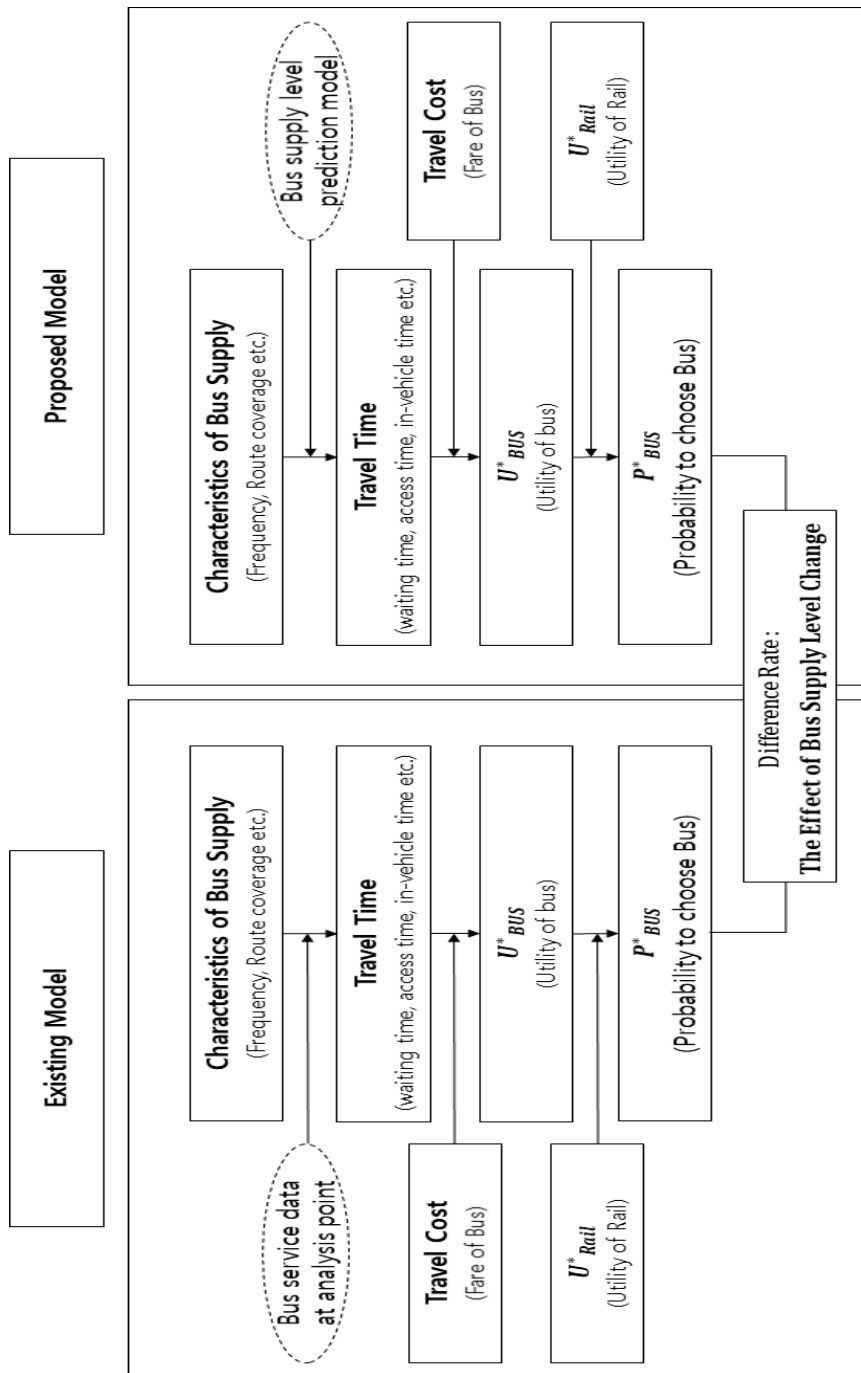 Existing Model
Characteristics of Bus Supply
(Frequency, Route coverage etc.)
Bus service data
at analysis point
Travel Time
(waiting time, access time, in-vehicle time etc.)
Travel Cost
(Fare of Bus)
U*BUS
(Utility of bus)
U*Rail
(Utility of Rail)
P*BUS
(Probability to choose Bus)
Proposed Model
Characteristics of Bus Supply
(Frequency, Route coverage etc.)
Bus supply level
prediction model
Travel Time
(waiting time, access time, in-vehicle time etc.)
Travel Cost
(Fare of Bus)
U*BUS
(Utility of bus)
U*Rail
(Utility of Rail)
P*BUS
(Probability to choose Bus)
Difference Rate :
The Effect of Bus Supply Level Change